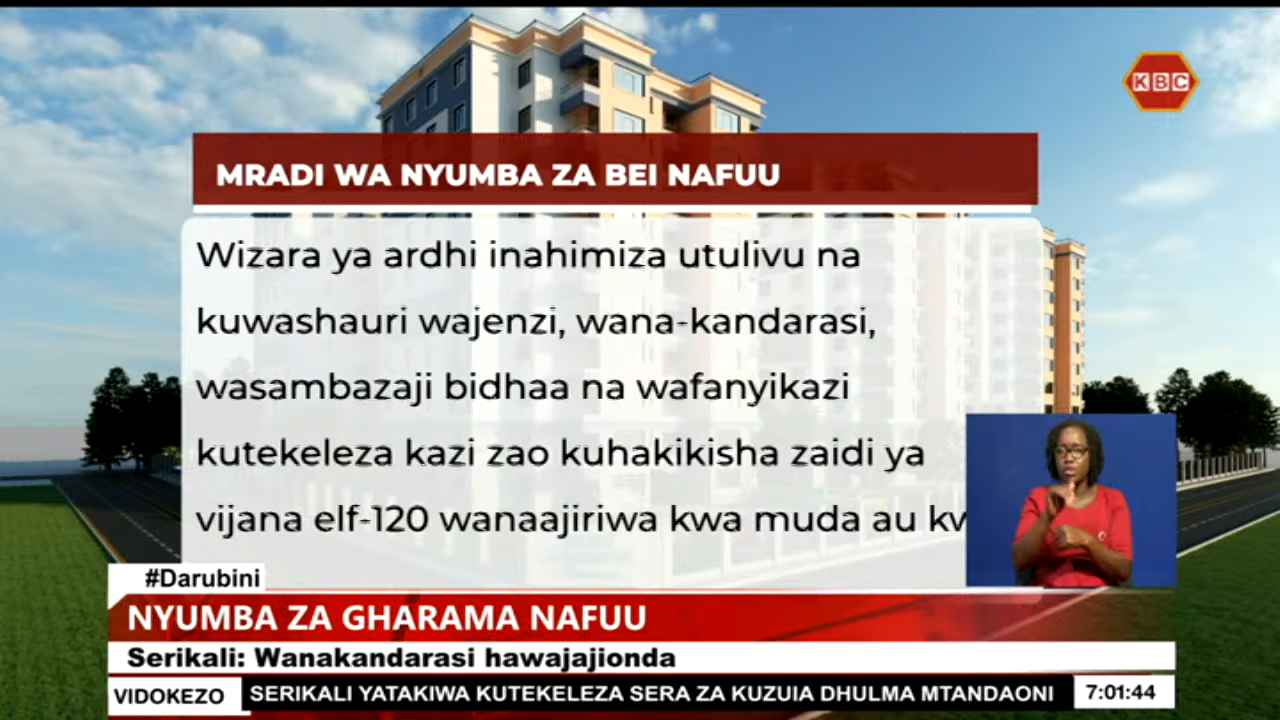 KBC
MRADI WA NYUMBA ZA BEI NAFUU
Wizara ya ardhi inahimiza utulivu na
kuwashauri wajenzi, wana-kandarasi,
wasambazaji bidhaa na wafanyikazi
kutekeleza kazi zao kuhakikisha zaidi ya
vijana elf-120 wanaajiriwa kwa muda au
#Darubini
NYUMBA ZA GHARAMA NAFUU
Serikali: Wanakandarasi hawajajionda
VIDOKEZO SERIKALI YATAKIWA KUTEKELEZA SERA ZA KUZUIA DHULMA MTANDAONI 7:01:44